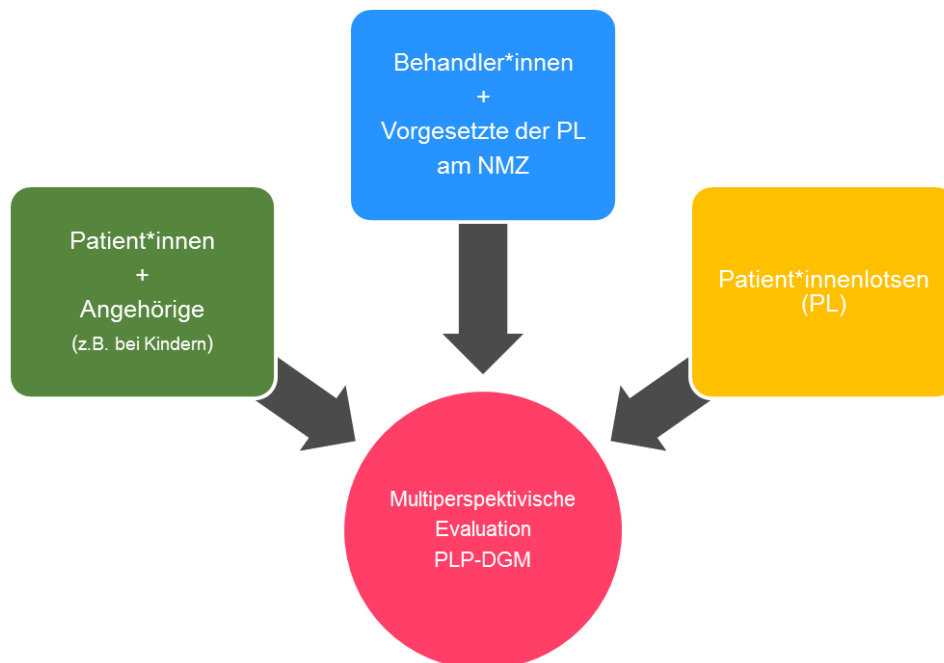 Behandler*innen
+
Vorgesetzte der PL
am NMZ
Patient*innen
+
Angehörige
(z.B. bei Kindern)
Patient*innenlotsen
(PL)
Multiperspektivische
Evaluation
PLP-DGM